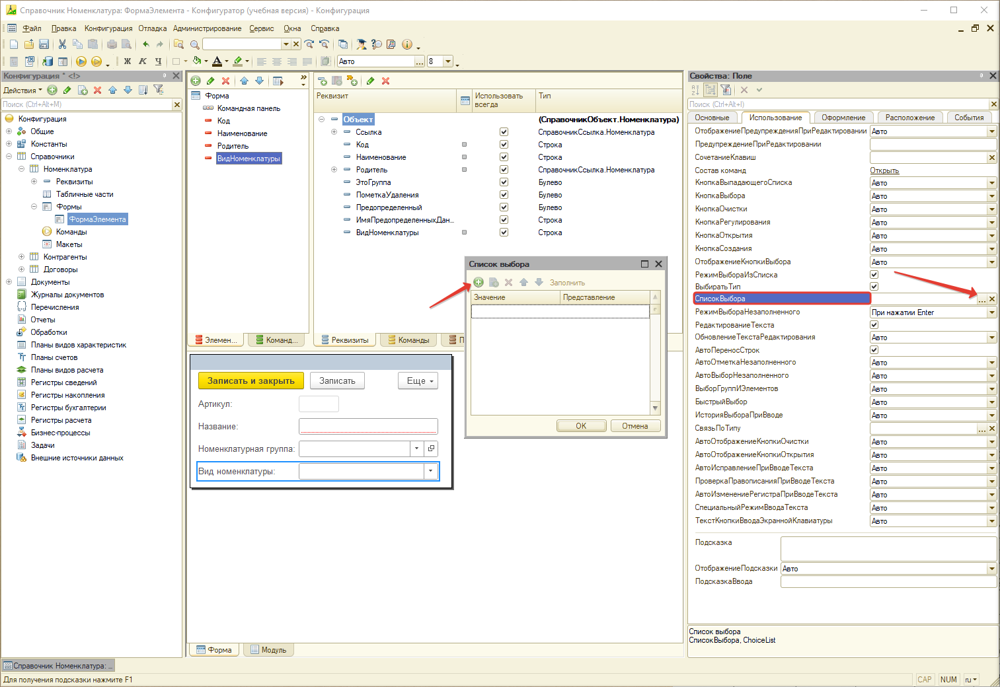 Справочник Номенклатура: ФормаЭлемента - Конфигуратор (учебная версия) - Конфигурация
Файл Правка Конфигурация Отладка Администрирование Сервис Окна Справка
Ж К Ч А Авто ... 8
Конфигурация * <!>
Действия
Поиск (Ctrl+Alt+M)
Конфигурация
Общие
Константы
Справочники
Номенклатура
Реквизиты
Табличные части
Формы
ФормаЭлемента
Команды
Макеты
Контрагенты
Договоры
Документы
Журналы документов
Перечисления
Отчеты
Обработки
Планы видов характеристик
Планы счетов
Планы видов расчета
Регистры сведений
Регистры накопления
Регистры бухгалтерии
Регистры расчета
Бизнес-процессы
Задачи
Внешние источники данных
Форма
Командная панель
Код
Наименование
Родитель
ВидНоменклатуры
Элемен... Команд...
Реквизит Использовать всегда Тип
Объект (СправочникОбъект.Номенклатура)
Ссылка СправочникСсылка.Номенклатура
Код Строка
Наименование Строка
Родитель СправочникСсылка.Номенклатура
ЭтоГруппа Булево
ПометкаУдаления Булево
Предопределенный Булево
ИмяПредопределенныхДан... Строка
ВидНоменклатуры Строка
Реквизиты Команды П
Список выбора
Заполнить
Значение Представление
OK Отмена
Записать и закрыть Записать Еще
Артикул:
Название:
Номенклатурная группа:
Вид номенклатуры:
Форма Модуль
Свойства: Поле
Поиск (Ctrl+Alt+I)
Основные Использование Оформление Расположение События
ОтображениеПредупрежденияПриРедактировании Авто
ПредупреждениеПриРедактировании
СочетаниеКлавиш
Состав команд Открыть
КнопкаВыпадающегоСписка Авто
КнопкаВыбора Авто
КнопкаОчистки Авто
КнопкаРегулирования Авто
КнопкаОткрытия Авто
КнопкаСоздания Авто
ОтображениеКнопкиВыбора Авто
РежимВыбораИзСписка
ВыбиратьТип
СписокВыбора ...
РежимВыбораНезаполненного При нажатии Enter
РедактированиеТекста
ОбновлениеТекстаРедактирования Авто
АвтоПереносСтрок
АвтоОтметкаНезаполненного Авто
АвтоВыборНезаполненного Авто
ВыборГруппИЭлементов Авто
БыстрыйВыбор Авто
ИсторияВыбораПриВводе Авто
СвязьПоТипу ...
АвтоОтображениеКнопкиОчистки Авто
АвтоОтображениеКнопкиОткрытия Авто
АвтоИсправлениеПриВводеТекста Авто
ПроверкаПравописанияПриВводеТекста Авто
АвтоИзменениеРегистраПриВводеТекста Авто
СпециальныйРежимВводаТекста Авто
ТекстКнопкиВводаЭкраннойКлавиатуры Авто
Подсказка
ОтображениеПодсказки Авто
ПодсказкаВвода
Список выбора
СписокВыбора, ChoiceList
Справочник Номенклатура: ...
Для получения подсказки нажмите F1 CAP NUM ru